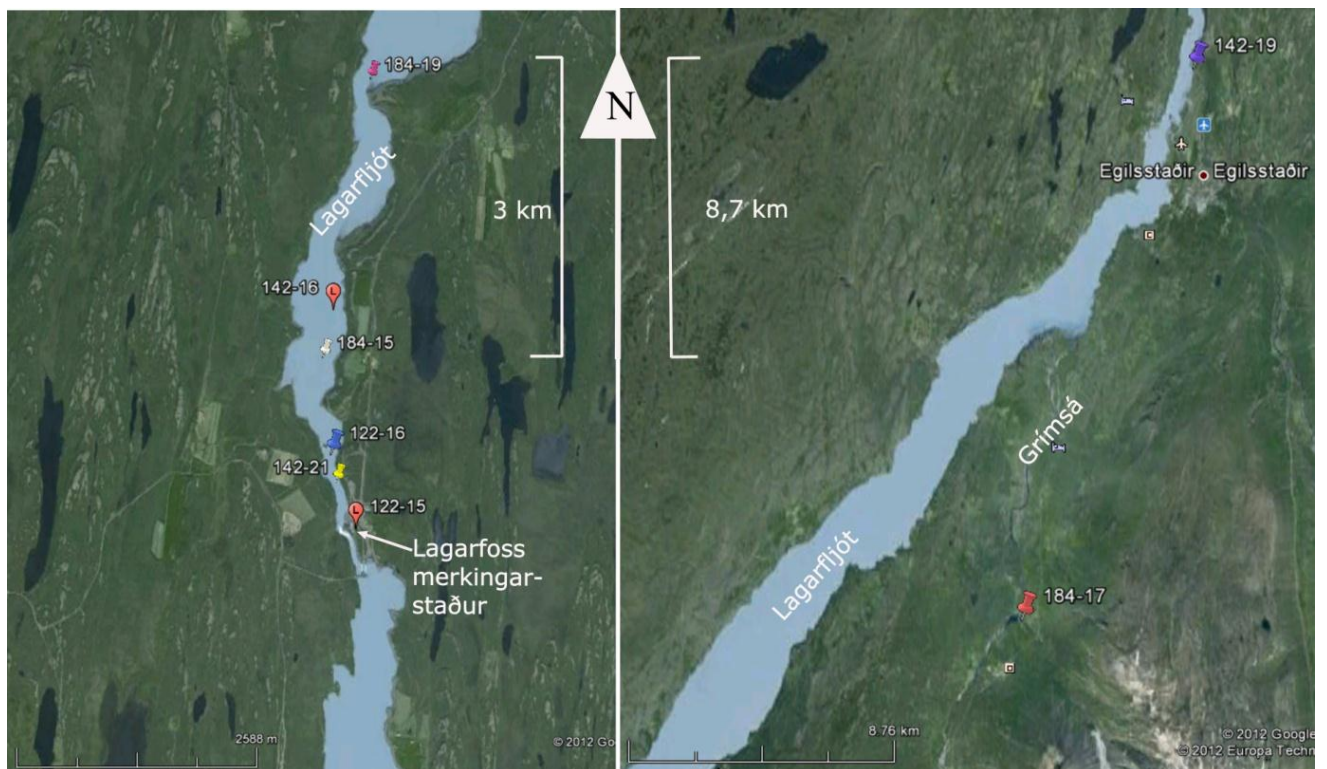 184-19
Lagarfljót
3 km
142-16
184-15
122-16
142-21
122-15
Lagarfoss
merkingar-
staður
2588 m
© 2012 Go
N
142-19
Egilsstaðir Egilsstaðir
8,7 km
Grímsá
Lagarfljót
184-17
8.76 km
© 2012 Google
© 2012 Europa Techn